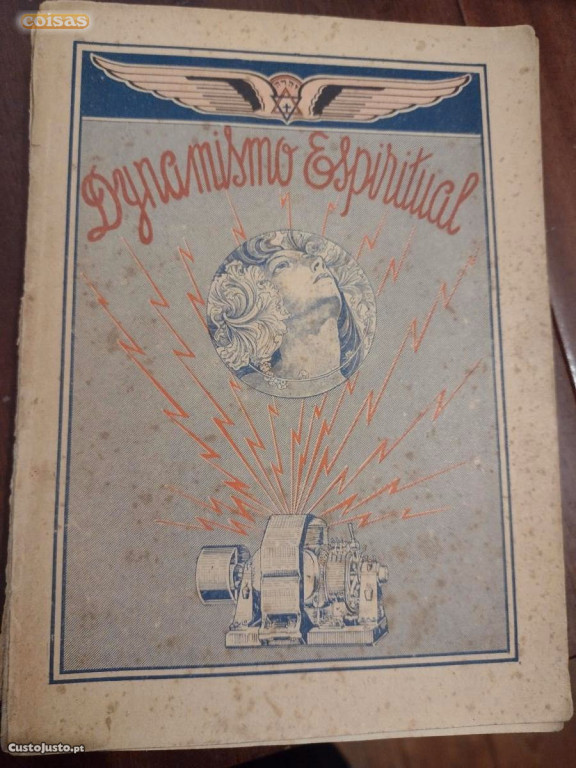 coisas
Dynamismo Espiritual
CustoJusto.pt